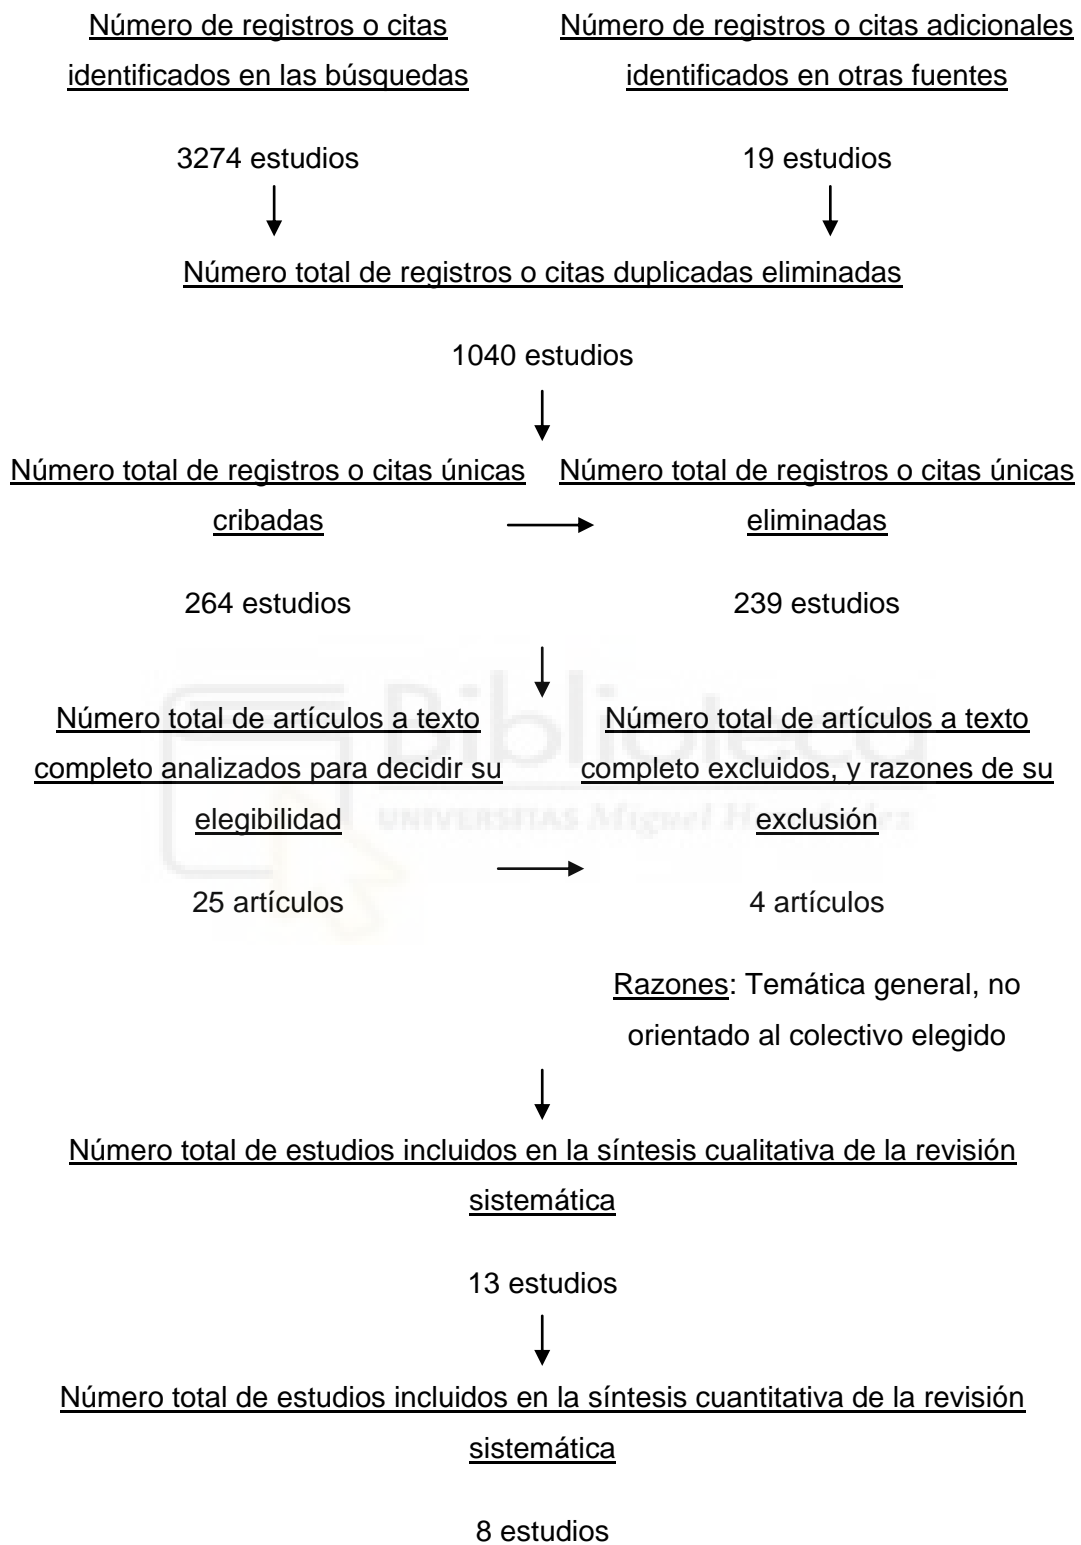 Número de registros o citas
identificados en las búsquedas
3274 estudios
Número de registros o citas adicionales
identificados en otras fuentes
19 estudios
Número total de registros o citas duplicadas eliminadas
1040 estudios
Número total de registros o citas únicas
cribadas
264 estudios
Número total de registros o citas únicas
eliminadas
239 estudios
Número total de artículos a texto
completo analizados para decidir su
elegibilidad
25 artículos
Número total de artículos a texto
completo excluidos, y razones de su
exclusión
4 artículos
Razones: Temática general, no
orientado al colectivo elegido
Biblioteca
UNIVERSITAS Miguel Hernández
Número total de estudios incluidos en la síntesis cualitativa de la revisión
sistemática
13 estudios
Número total de estudios incluidos en la síntesis cuantitativa de la revisión
sistemática
8 estudios